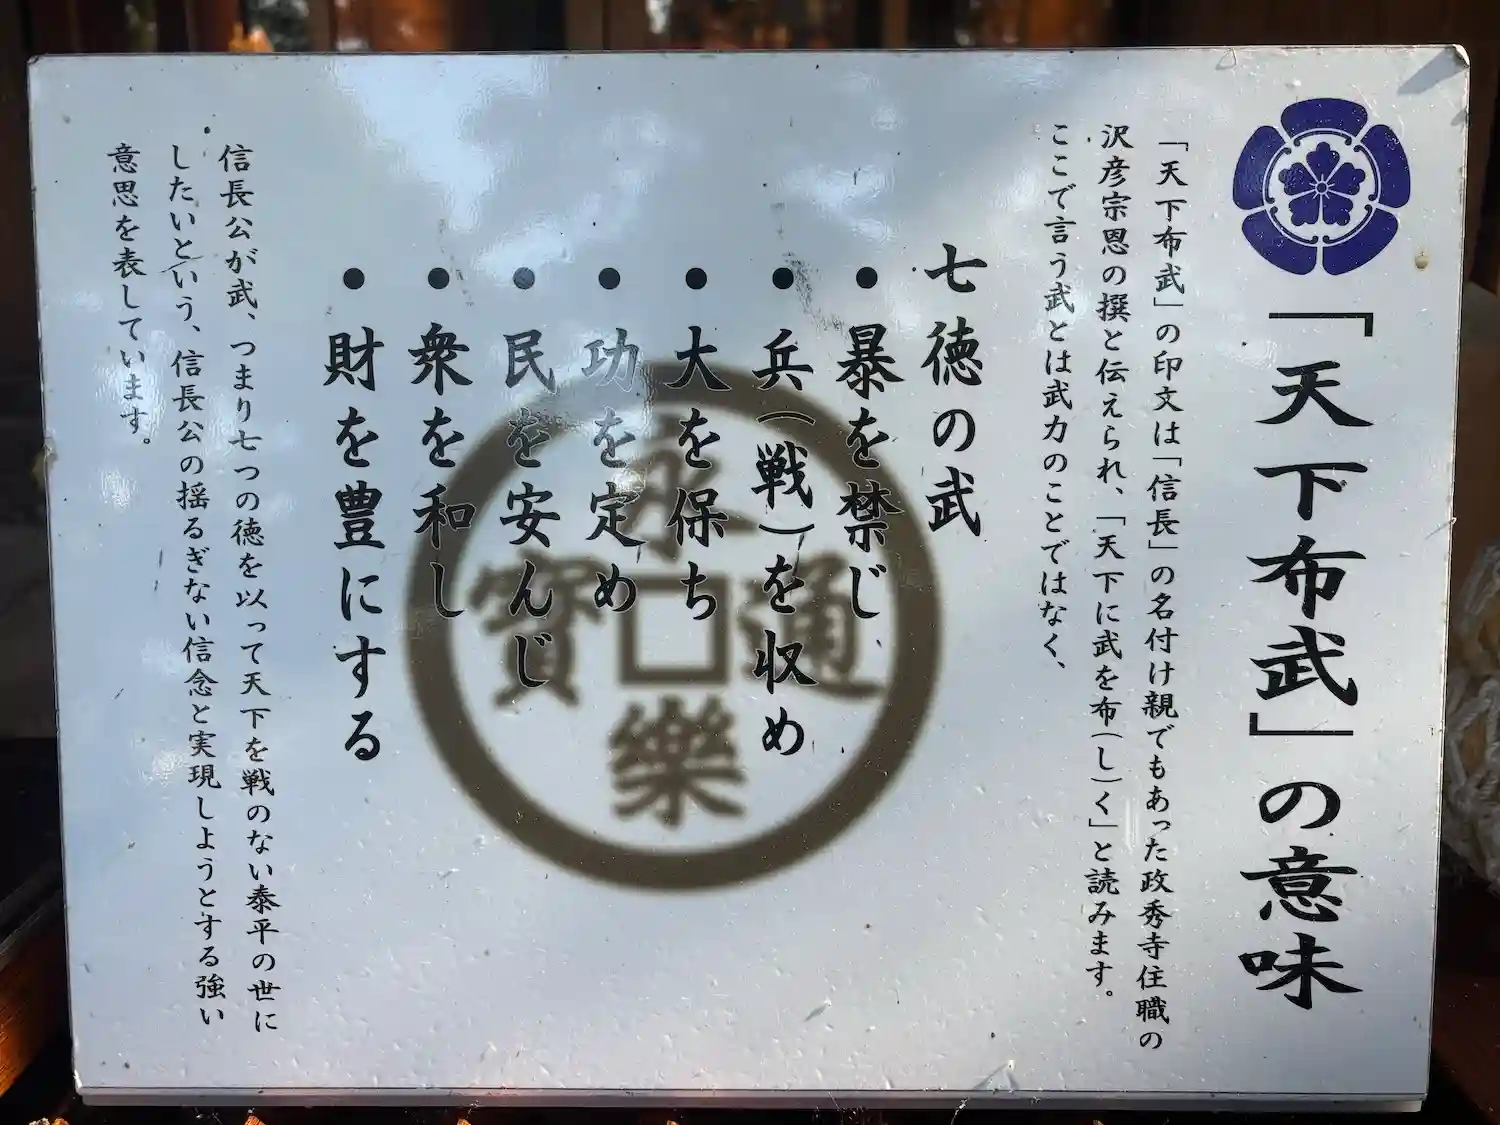 「天下布武」の意味
「天下布武」の印文は「信長」の名付け親でもあった政秀寺住職の
沢彦宗恩の撰と伝えられ、「天下に武を布(し)く」と読みます。
ここで言う武とは武力のことではなく、
七徳の武
・暴を禁じ
・兵(戦)を収め
・大を保ち
・功を定め
・民を安んじ
・衆を和し
・財を豊にする
信長公が武、つまり七つの徳を以って天下を戦のない泰平の世に
したいという、信長公の揺るぎない信念と実現しようとする強い
意思を表しています。
永樂通寶